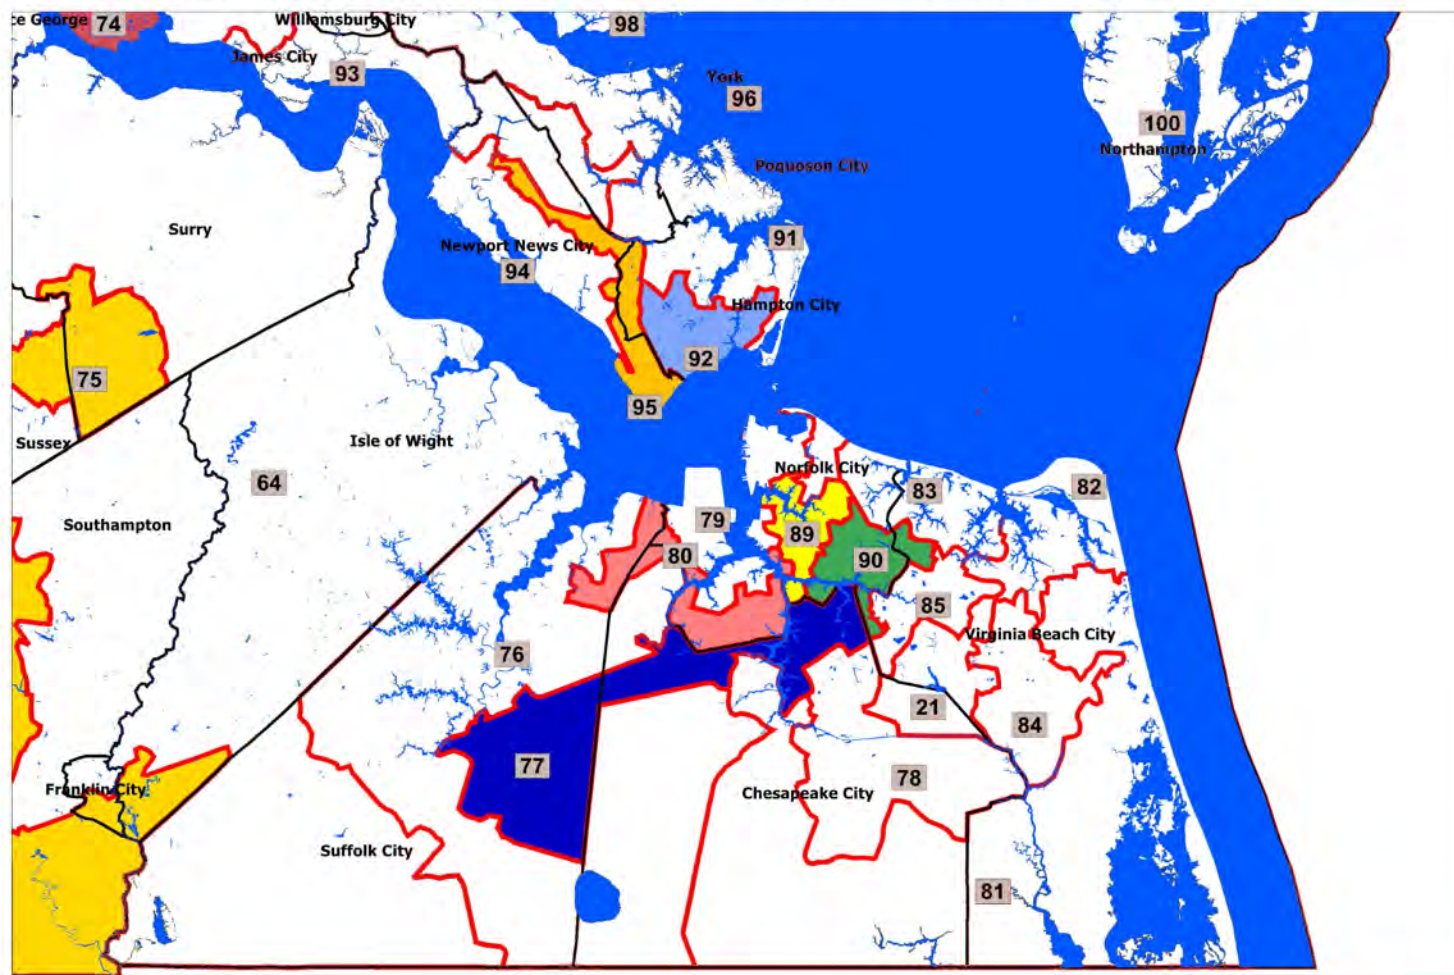 ce George
74
Williamsburg City
98
James City
93
York
96
100
Northampton
Poquoson City
Surry
Newport News City
91
94
Hampton City
92
75
95
Sussex
Isle of Wight
Norfolk City
64
83
82
Southampton
79
89
80
90
85
Virginia Beach City
76
21
84
77
78
Franklin City
Chesapeake City
Suffolk City
81